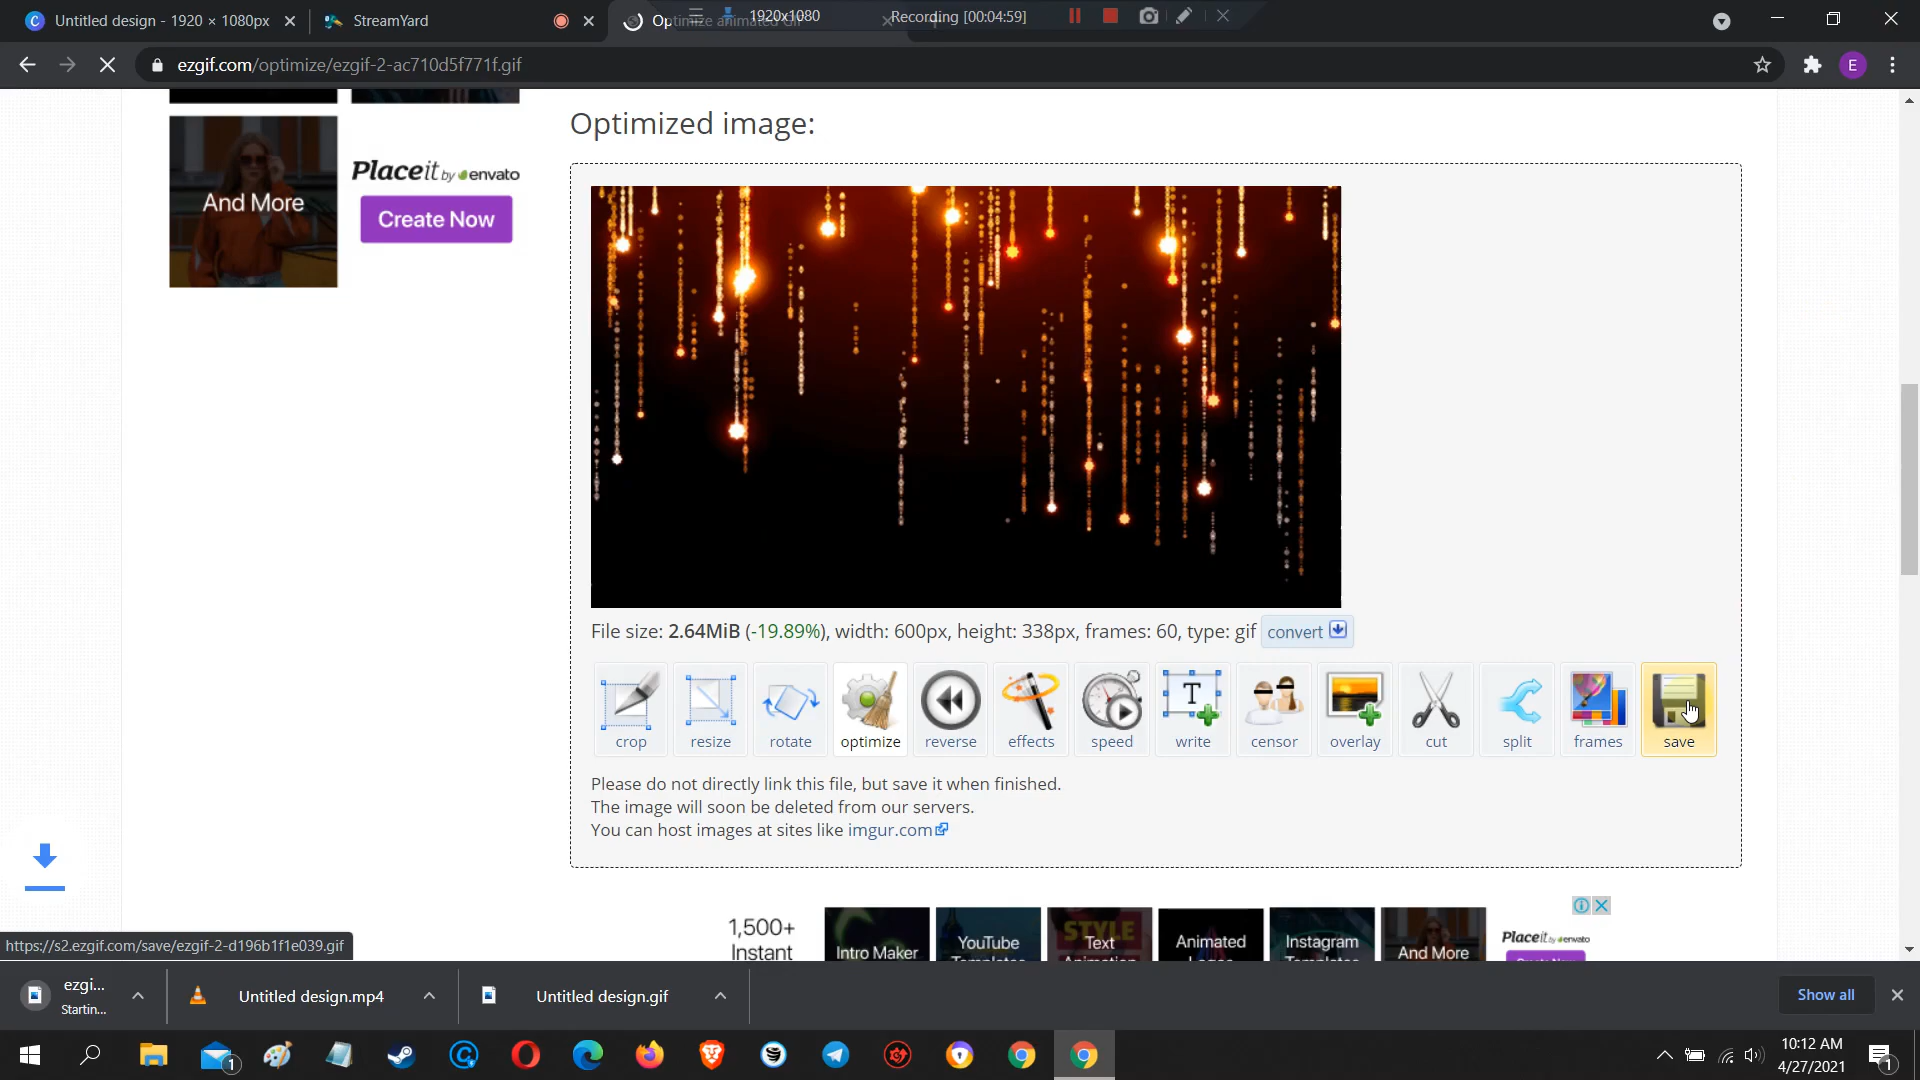 Untitled design - 1920 × 1080px
StreamYard
1920x1080
Recording [00:04:59]
ezgif.com/optimize/ezgif-2-ac710d5f771f.gif
E
Optimized image:
And More
Placeit by envato
Create Now
File size: 2.64MiB (-19.89%), width: 600px, height: 338px, frames: 60, type: gif
convert
crop
resize
rotate
optimize
reverse
effects
speed
write
censor
overlay
cut
split
frames
save
Please do not directly link this file, but save it when finished.
The image will soon be deleted from our servers.
You can host images at sites like imgur.com
1,500+
Instant
Intro Maker
YouTube
Text
Animated
Instagram
And More
Placeit by envato
https://s2.ezgif.com/save/ezgif-2-d196b1f1e039.gif
ezgi...
Startin...
Untitled design.mp4
Untitled design.gif
Show all
1
10:12 AM
4/27/2021
1